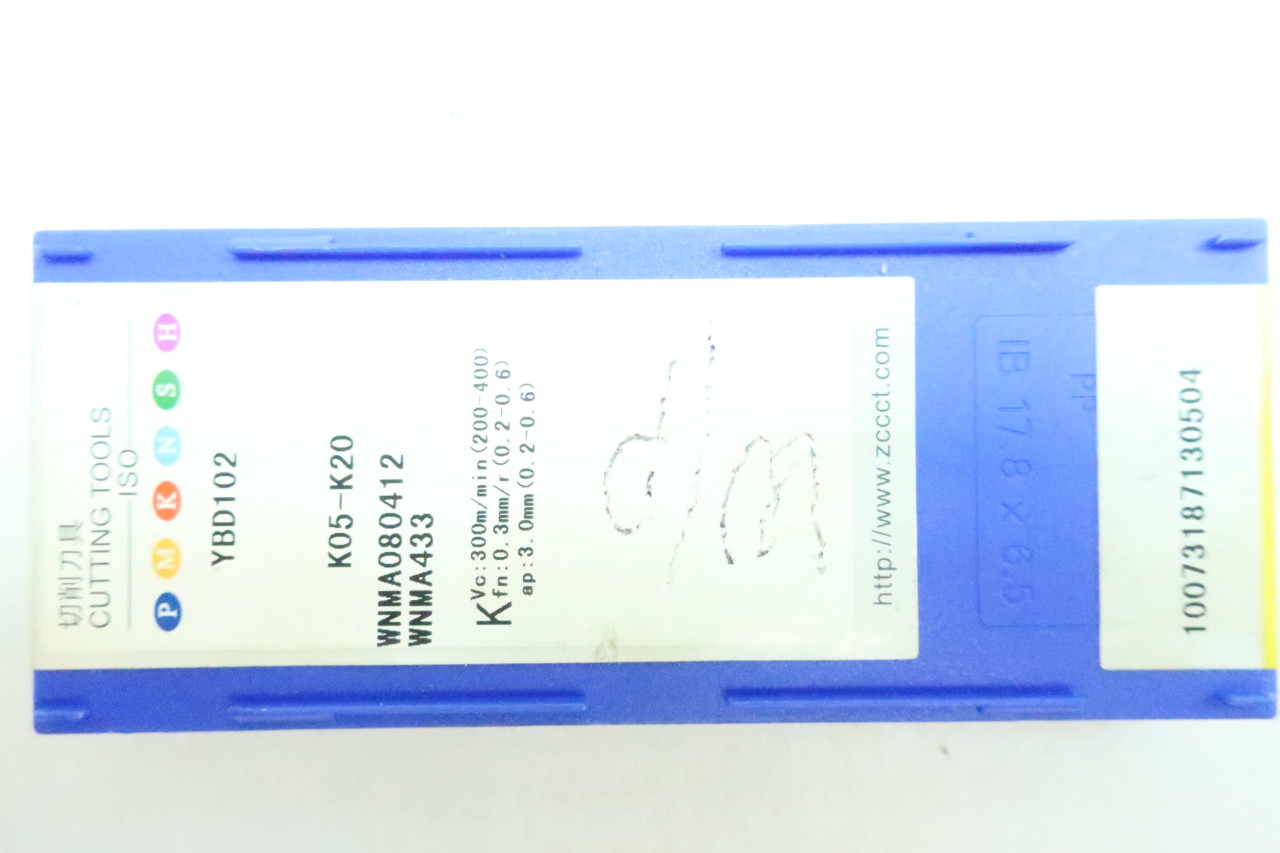 切削刀具
CUTTING TOOLS
ISO
P M K N S H
YBD102
K05-K20
WNMA080412
WNMA433
K
Vc:300m/min(200-400)
fn:0.3mm/r(0.2-0.6)
ap:3.0mm(0.2-0.6)
http://www.zccct.com
IB 17.8 x 6.5
PP
10073187130504